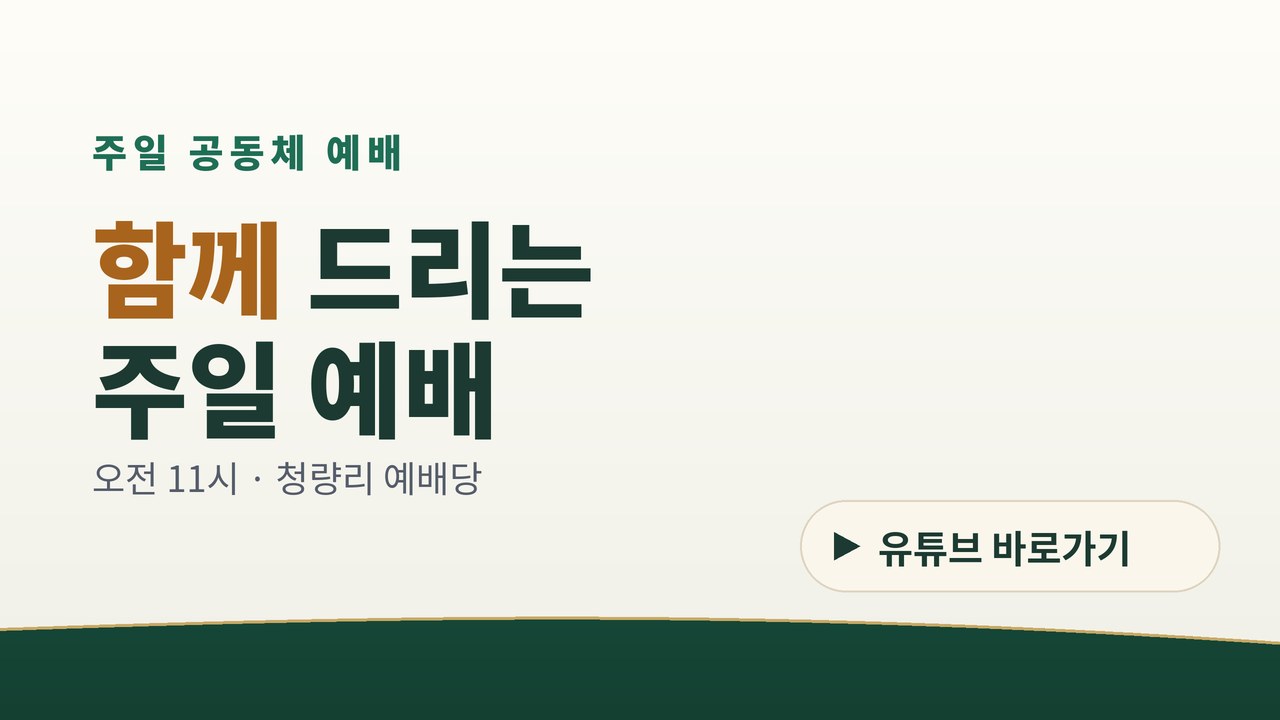 주일 공동체 예배
함께 드리는
주일 예배
오전 11시 · 청량리 예배당
▶ 유튜브 바로가기